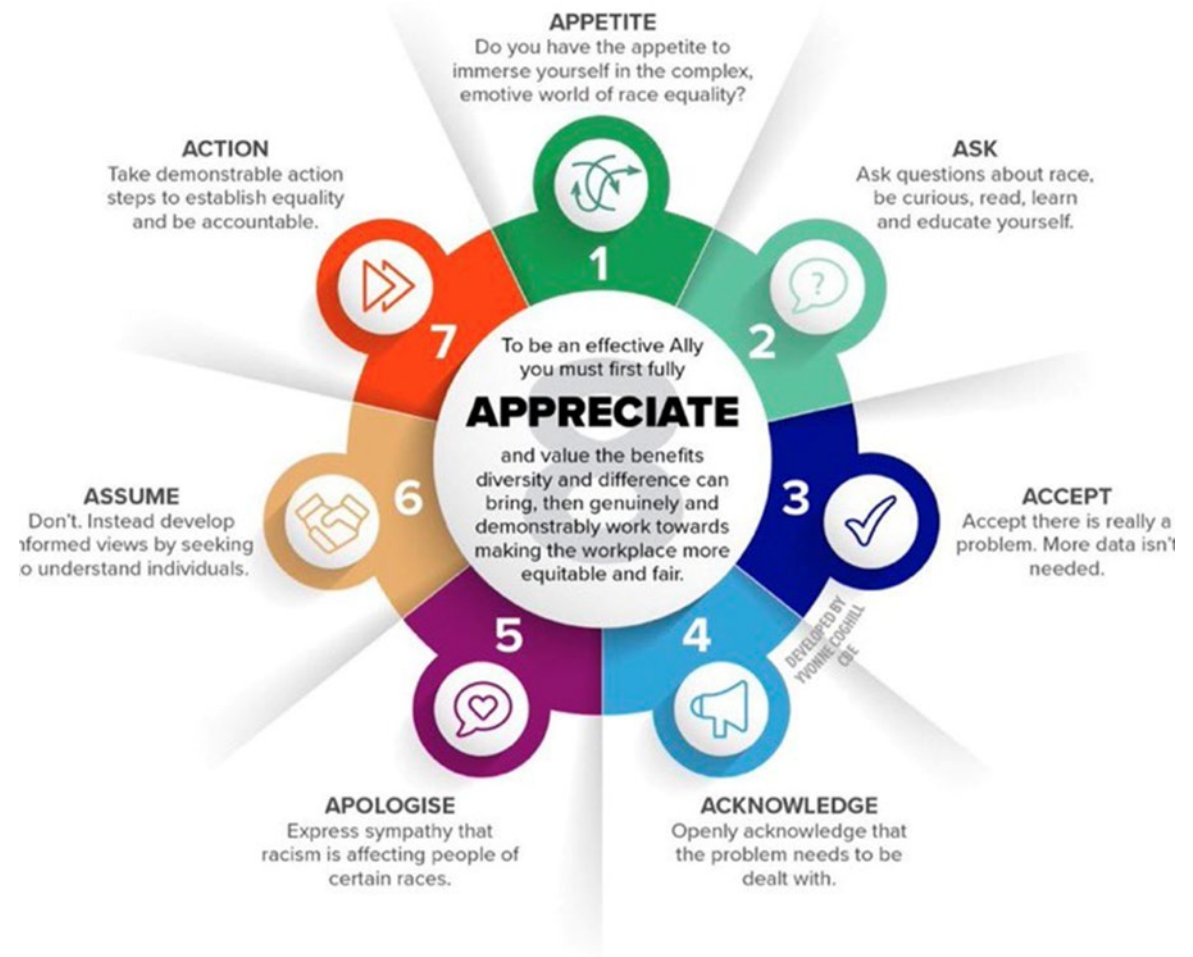 APPETITE
Do you have the appetite to
immerse yourself in the complex,
emotive world of race equality?
ACTION
Take demonstrable action
steps to establish equality
and be accountable.
ASK
Ask questions about race,
be curious, read, learn
and educate yourself.
1
2
3
4
5
6
7
8
?
To be an effective Ally
you must first fully
APPRECIATE
and value the benefits
diversity and difference can
bring, then genuinely and
demonstrably work towards
making the workplace more
equitable and fair.
ASSUME
Don't. Instead develop
nformed views by seeking
o understand individuals.
ACCEPT
Accept there is really a
problem. More data isn't
needed.
DEVELOPED BY
YVONNE COGHILL
CBE
APOLOGISE
Express sympathy that
racism is affecting people of
certain races.
ACKNOWLEDGE
Openly acknowledge that
the problem needs to be
dealt with.